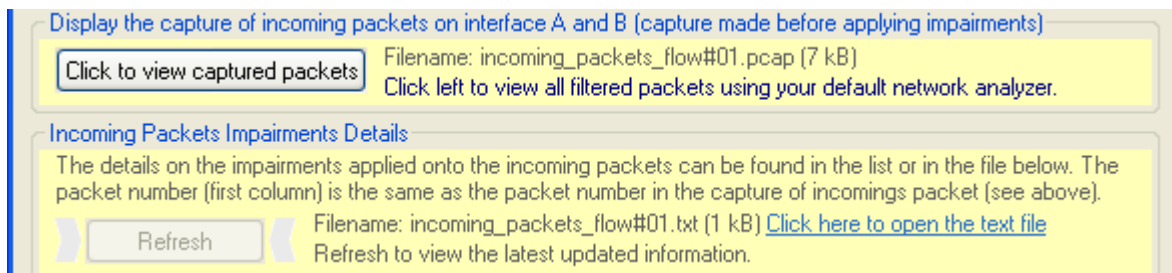 Display the capture of incoming packets on interface A and B (capture made before applying impairments)
Click to view captured packets
Filename: incoming_packets_flow#01.pcap (7 kB)
Click left to view all filtered packets using your default network analyzer.
Incoming Packets Impairments Details
The details on the impairments applied onto the incoming packets can be found in the list or in the file below. The
packet number (first column) is the same as the packet number in the capture of incomings packet (see above).
Refresh
Filename: incoming_packets_flow#01.txt (1 kB) Click here to open the text file
Refresh to view the latest updated information.